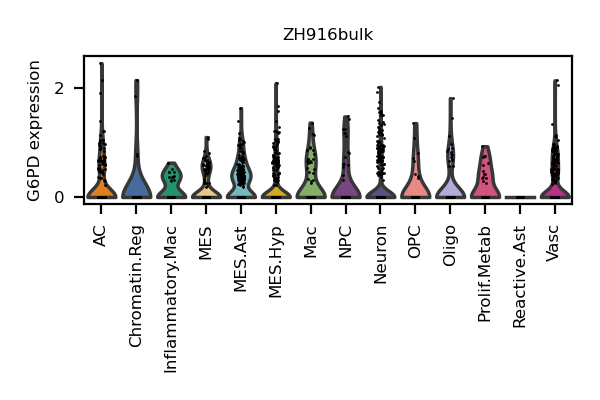 ZH916bulk
G6PD expression
2
0
AC
Chromatin.Reg
Inflammatory.Mac
MES
MES.Ast
MES.Hyp
Mac
NPC
Neuron
OPC
Oligo
Prolif.Metab
Reactive.Ast
Vasc